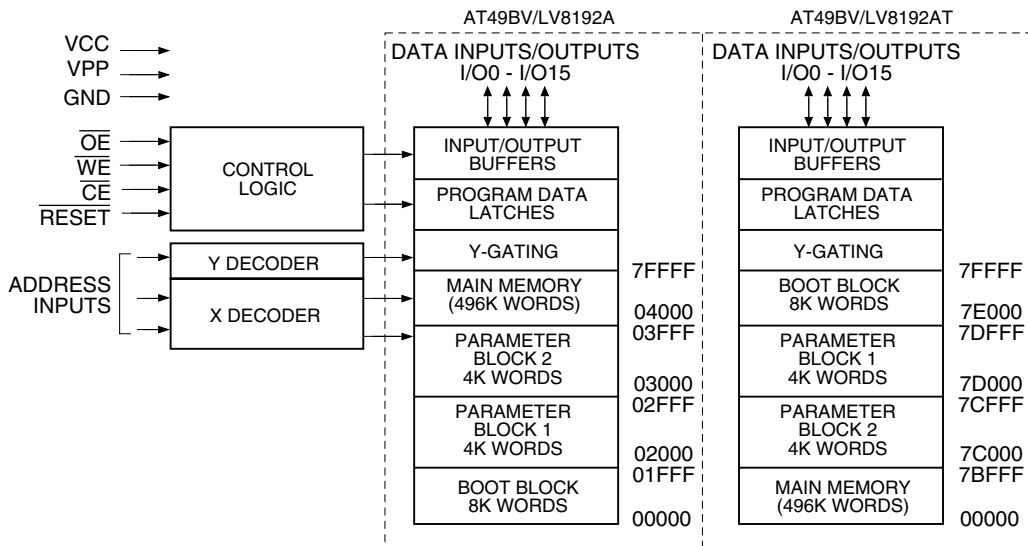 AT49BV/LV8192A
AT49BV/LV8192AT
VCC
VPP
GND
OE
WE
CE
RESET
ADDRESS
INPUTS
CONTROL
LOGIC
Y DECODER
X DECODER
DATA INPUTS/OUTPUTS
I/O0 - I/O15
INPUT/OUTPUT
BUFFERS
PROGRAM DATA
LATCHES
Y-GATING
7FFFF
MAIN MEMORY
(496K WORDS)
04000
03FFF
PARAMETER
BLOCK 2
4K WORDS
03000
02FFF
PARAMETER
BLOCK 1
4K WORDS
02000
01FFF
BOOT BLOCK
8K WORDS
00000
DATA INPUTS/OUTPUTS
I/O0 - I/O15
INPUT/OUTPUT
BUFFERS
PROGRAM DATA
LATCHES
Y-GATING
7FFFF
BOOT BLOCK
8K WORDS
7E000
7DFFF
PARAMETER
BLOCK 1
4K WORDS
7D000
7CFFF
PARAMETER
BLOCK 2
4K WORDS
7C000
7BFFF
MAIN MEMORY
(496K WORDS)
00000